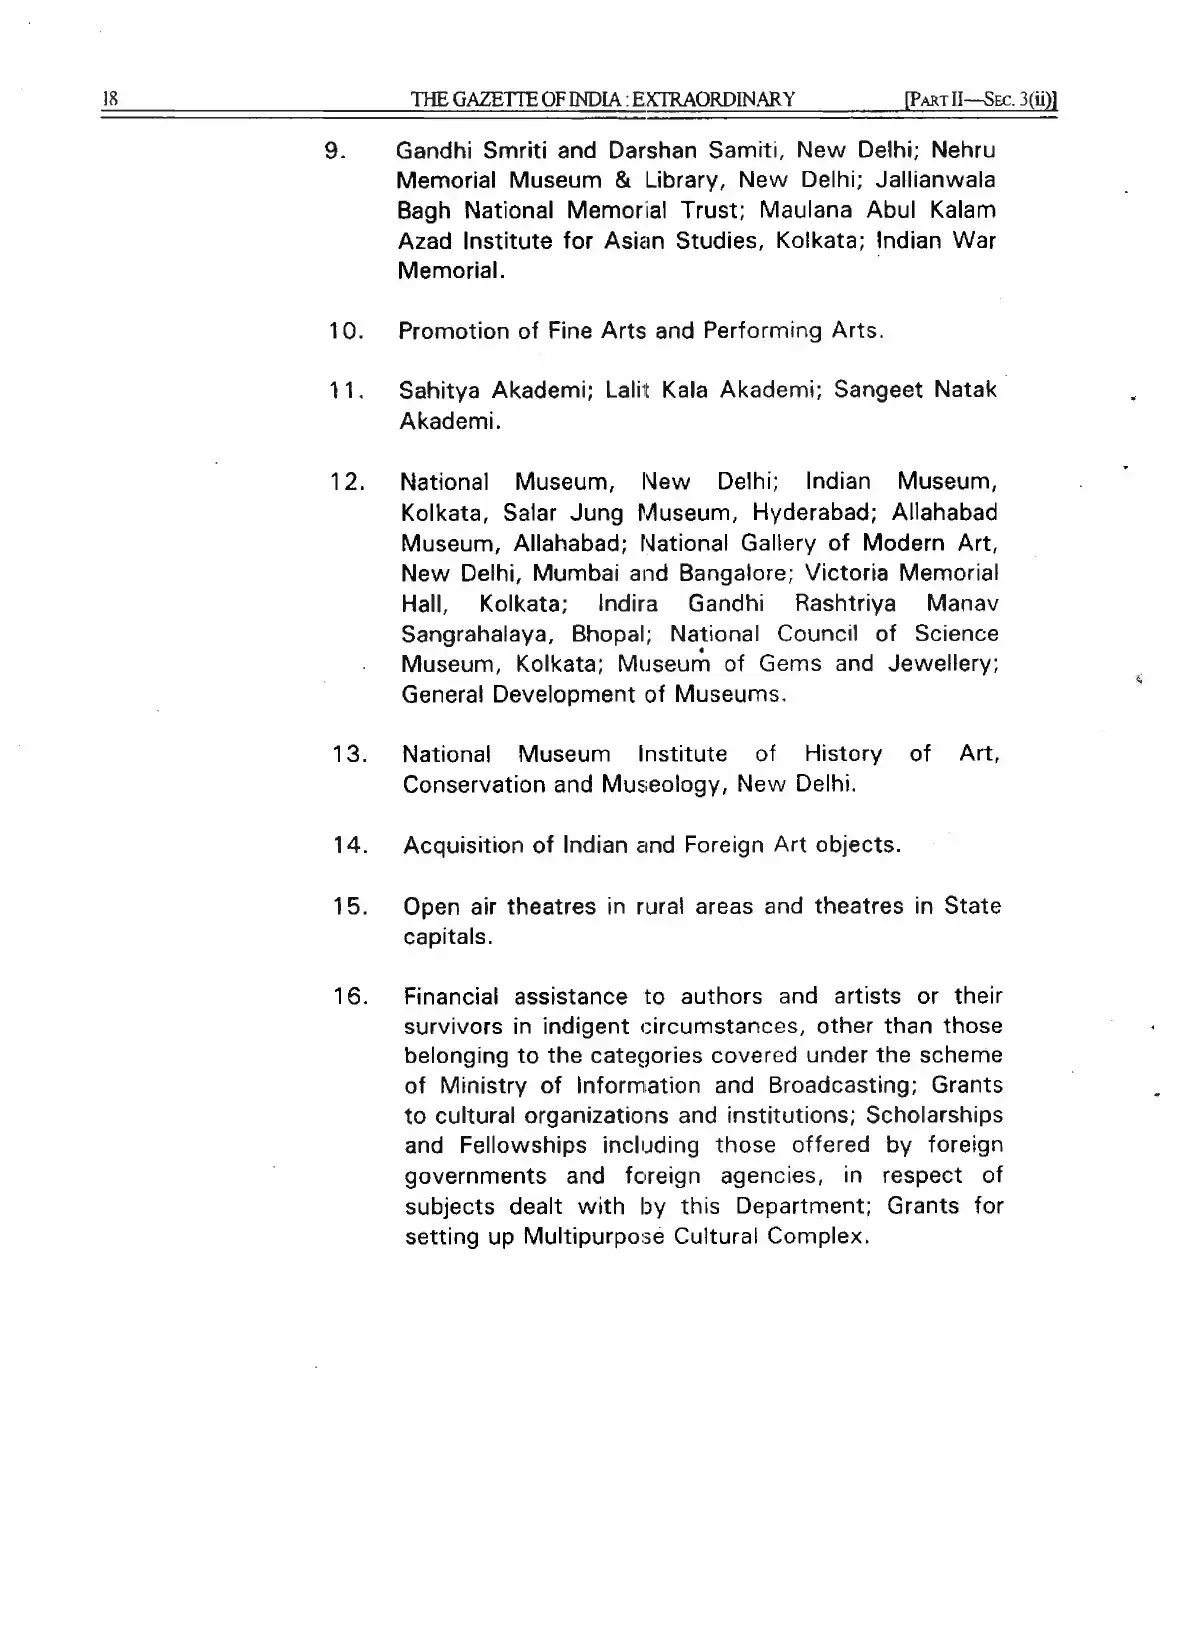 18 THE GAZETTE OF INDIA : EXTRAORDINARY [PART II—SEC. 3(ii)]
9. Gandhi Smriti and Darshan Samiti, New Delhi; Nehru
Memorial Museum & Library, New Delhi; Jallianwala
Bagh National Memorial Trust; Maulana Abul Kalam
Azad Institute for Asian Studies, Kolkata; Indian War
Memorial.
10. Promotion of Fine Arts and Performing Arts.
11. Sahitya Akademi; Lalit Kala Akademi; Sangeet Natak
Akademi.
12. National Museum, New Delhi; Indian Museum,
Kolkata, Salar Jung Museum, Hyderabad; Allahabad
Museum, Allahabad; National Gallery of Modern Art,
New Delhi, Mumbai and Bangalore; Victoria Memorial
Hall, Kolkata; Indira Gandhi Rashtriya Manav
Sangrahalaya, Bhopal; National Council of Science
Museum, Kolkata; Museum of Gems and Jewellery;
General Development of Museums.
13. National Museum Institute of History of Art,
Conservation and Museology, New Delhi.
14. Acquisition of Indian and Foreign Art objects.
15. Open air theatres in rural areas and theatres in State
capitals.
16. Financial assistance to authors and artists or their
survivors in indigent circumstances, other than those
belonging to the categories covered under the scheme
of Ministry of Information and Broadcasting; Grants
to cultural organizations and institutions; Scholarships
and Fellowships including those offered by foreign
governments and foreign agencies, in respect of
subjects dealt with by this Department; Grants for
setting up Multipurpose Cultural Complex.